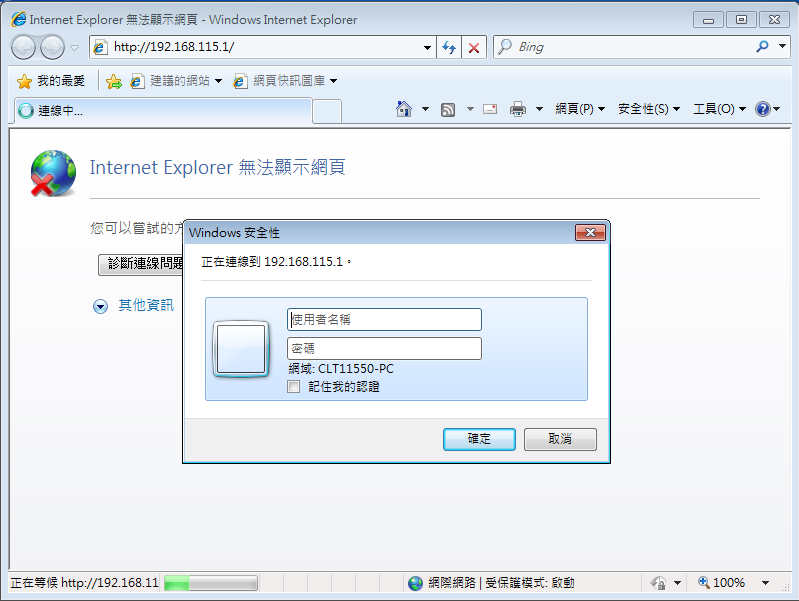 Internet Explorer 無法顯示網頁 - Windows Internet Explorer
http://192.168.115.1/
Bing
我的最愛
建議的網站
網頁快訊圖庫
連線中...
網頁(P)
安全性(S)
工具(O)
Internet Explorer 無法顯示網頁
您可以嘗試的方
診斷連線問題
其他資訊
Windows 安全性
正在連線到 192.168.115.1。
使用者名稱
密碼
網域: CLT11550-PC
記住我的認證
確定
取消
正在等候 http://192.168.11
網際網路 | 受保護模式: 啟動
100%